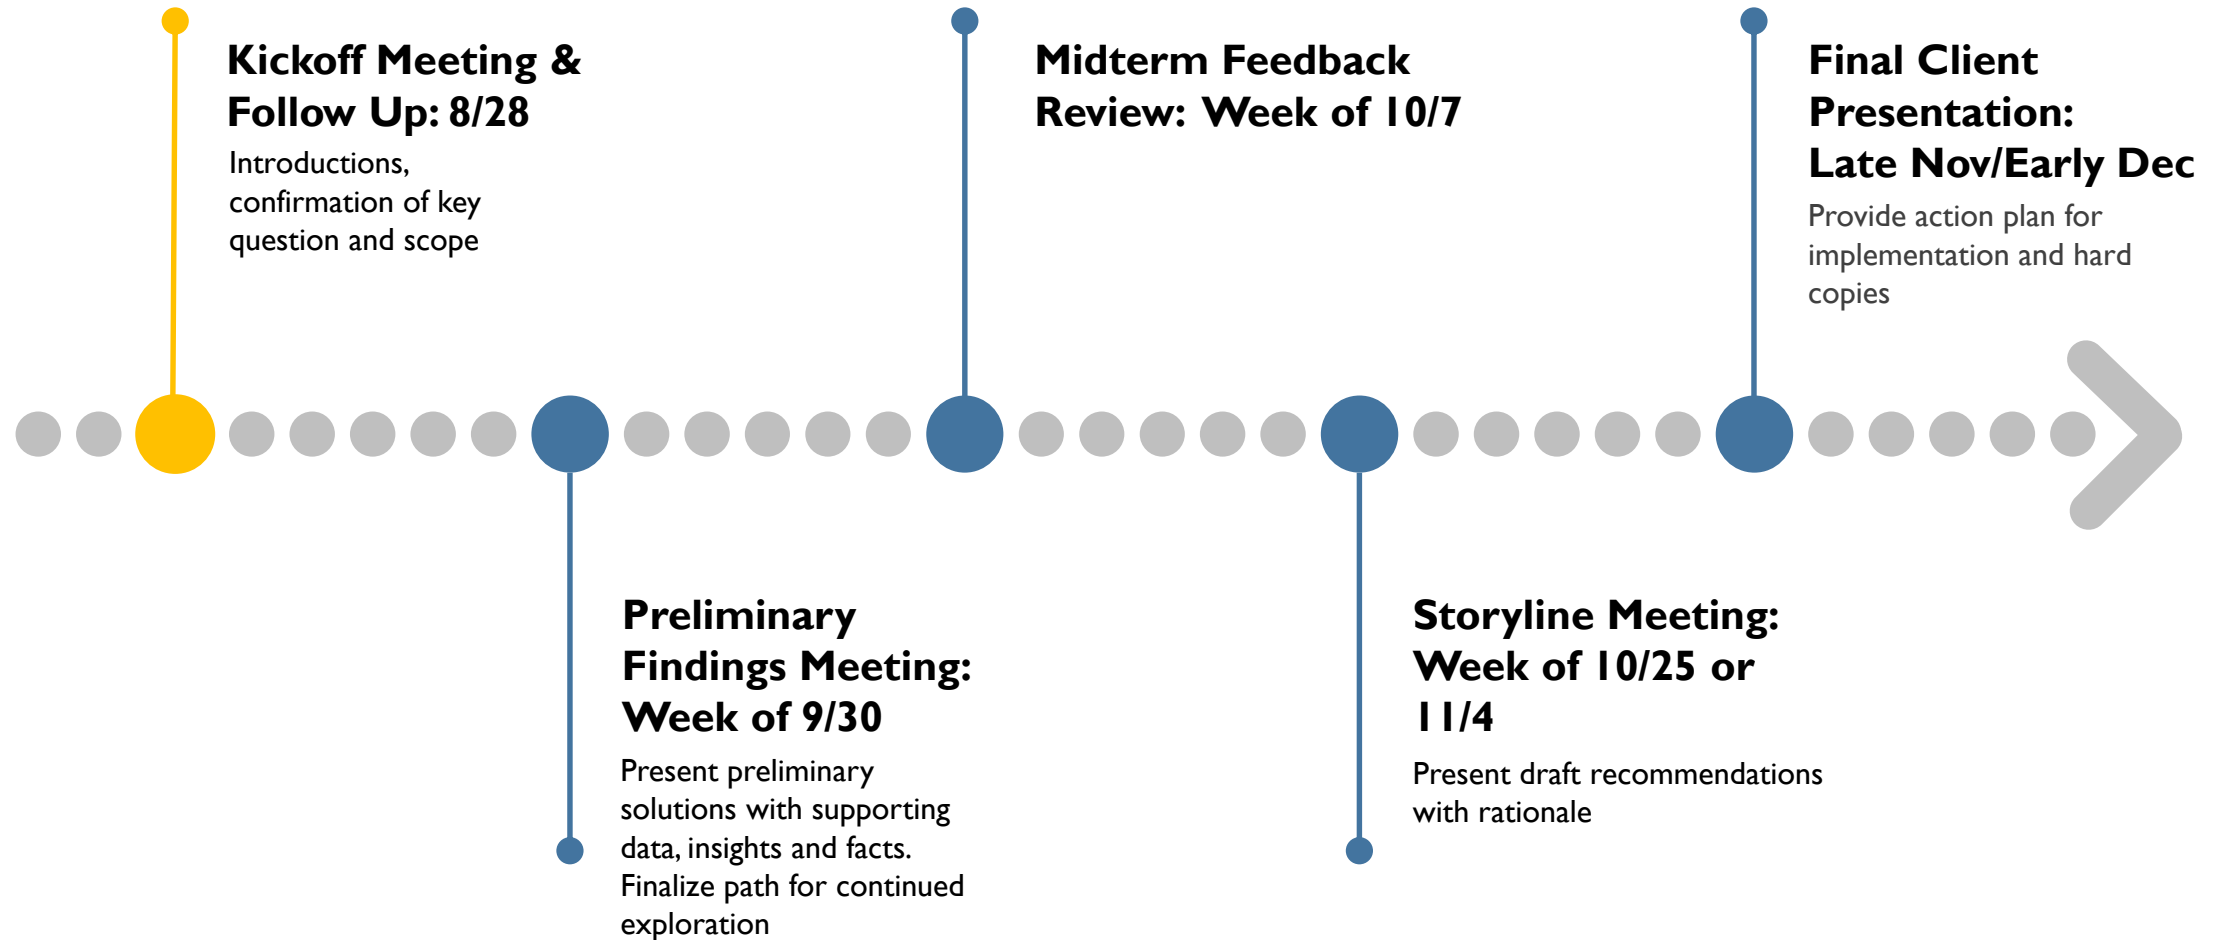 Kickoff Meeting &
Follow Up: 8/28
Introductions,
confirmation of key
question and scope
Preliminary
Findings Meeting:
Week of 9/30
Present preliminary
solutions with supporting
data, insights and facts.
Finalize path for continued
exploration
Midterm Feedback
Review: Week of 10/7
Storyline Meeting:
Week of 10/25 or
11/4
Present draft recommendations
with rationale
Final Client
Presentation:
Late Nov/Early Dec
Provide action plan for
implementation and hard
copies